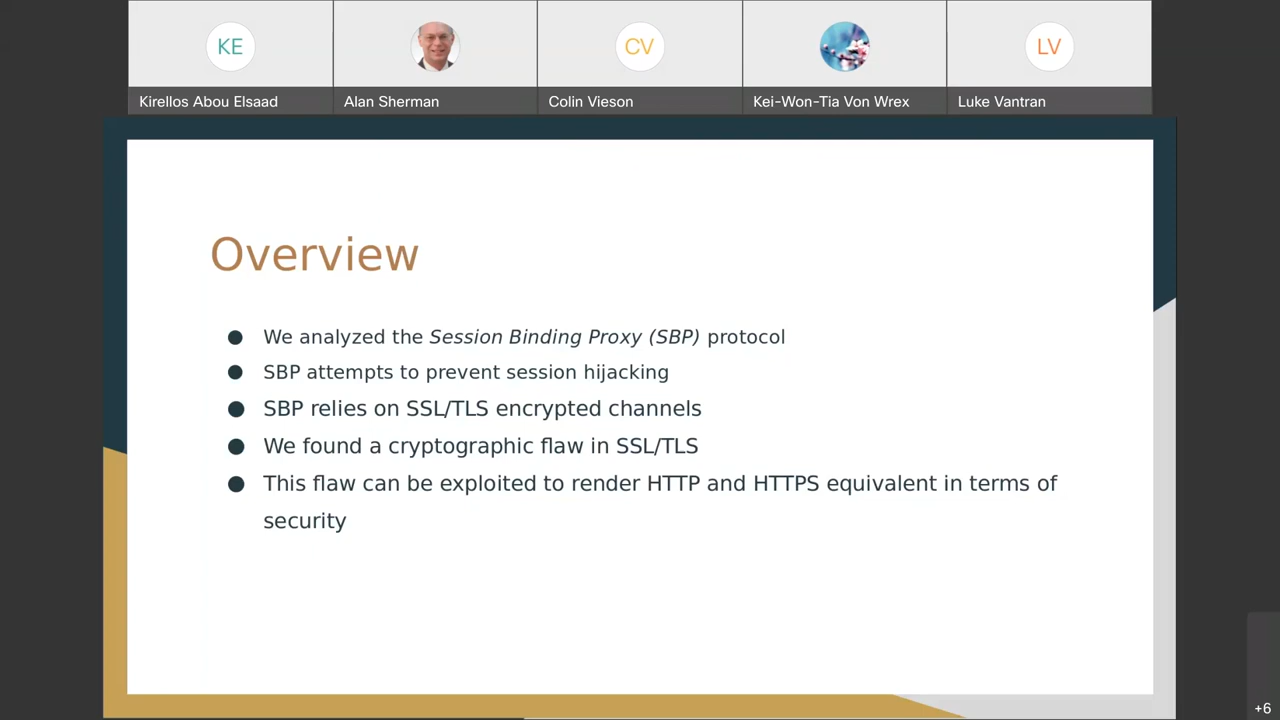 KE
CV
LV
Kirellos Abou Elsaad
Alan Sherman
Colin Vieson
Kei-Won-Tia Von Wrex
Luke Vantran
Overview
● We analyzed the Session Binding Proxy (SBP) protocol
● SBP attempts to prevent session hijacking
● SBP relies on SSL/TLS encrypted channels
● We found a cryptographic flaw in SSL/TLS
● This flaw can be exploited to render HTTP and HTTPS equivalent in terms of
security
+6